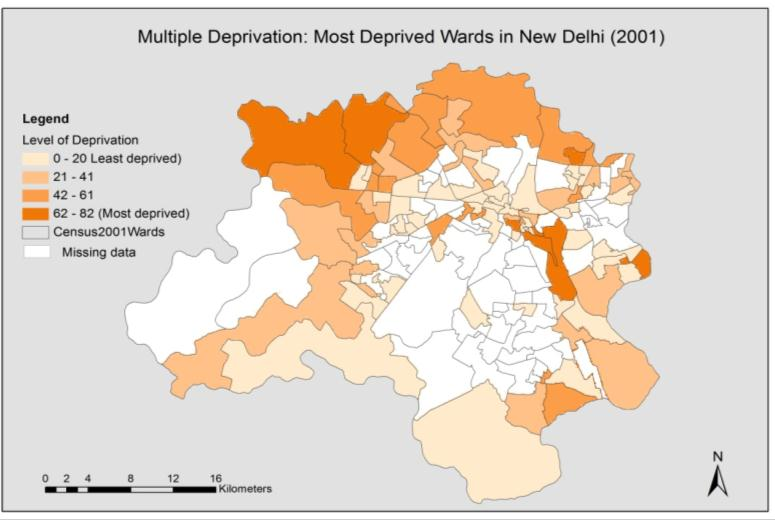 Multiple Deprivation: Most Deprived Wards in New Delhi (2001)
Legend
Level of Deprivation
0 - 20 Least deprived)
21 - 41
42 - 61
62 - 82 (Most deprived)
Census2001Wards
Missing data
N
0 2 4 8 12 16
Kilometers